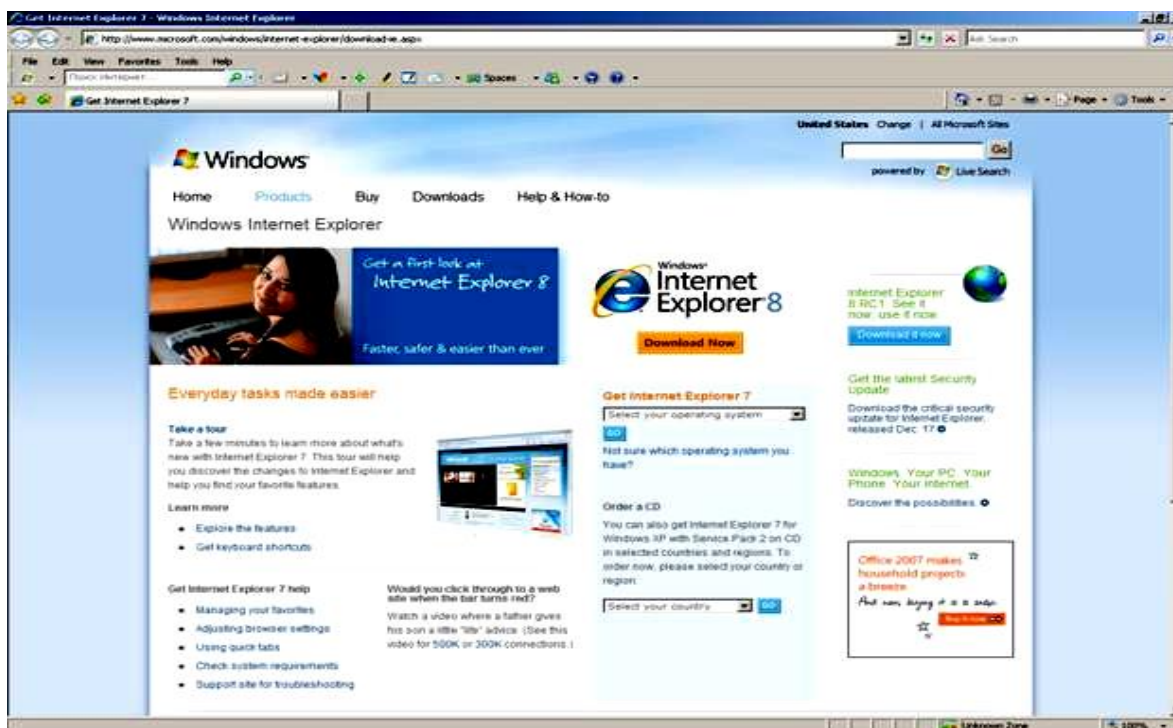 Get Internet Explorer 7 - Windows Internet Explorer
http://www.microsoft.com/windows/internet-explorer/download-ie.aspx
Ask Search
File Edit View Favorites Tools Help
Поиск Интернет...
Spaces
Get Internet Explorer 7
Page Tools
United States Change | All Microsoft Sites
Go
Windows
powered by Live Search
Home Products Buy Downloads Help & How-to
Windows Internet Explorer
Get a first look at
Internet Explorer 8
Faster, safer & easier than ever
Windows
Internet
Explorer 8
Download Now
Internet Explorer
8 RC1. See it
now, use it now.
Download it now
Get the latest Security
Update
Download the critical security
update for Internet Explorer,
released Dec. 17
Windows. Your PC. Your
Phone. Your Internet.
Discover the possibilities.
Everyday tasks made easier
Take a tour
Take a few minutes to learn more about what's
new with Internet Explorer 7. This tour will help
you discover the changes to Internet Explorer and
help you find your favorite features.
Learn more
Explore the features
Get keyboard shortcuts
Get Internet Explorer 7
Select your operating system
GO
Not sure which operating system you
have?
Order a CD
You can also get Internet Explorer 7 for
Windows XP with Service Pack 2 on CD
in selected countries and regions. To
order now, please select your country or
region:
Select your country GO
Get Internet Explorer 7 help
Managing your favorites
Adjusting browser settings
Using quick tabs
Check system requirements
Support site for troubleshooting
Would you click through to a web
site when the bar turns red?
Watch a video where a father gives
his son a little "life" advice. (See this
video for 500K or 300K connections.)
Office 2007 makes
household projects
a breeze
And now, buying it is a snap.
Unknown Zone
100%